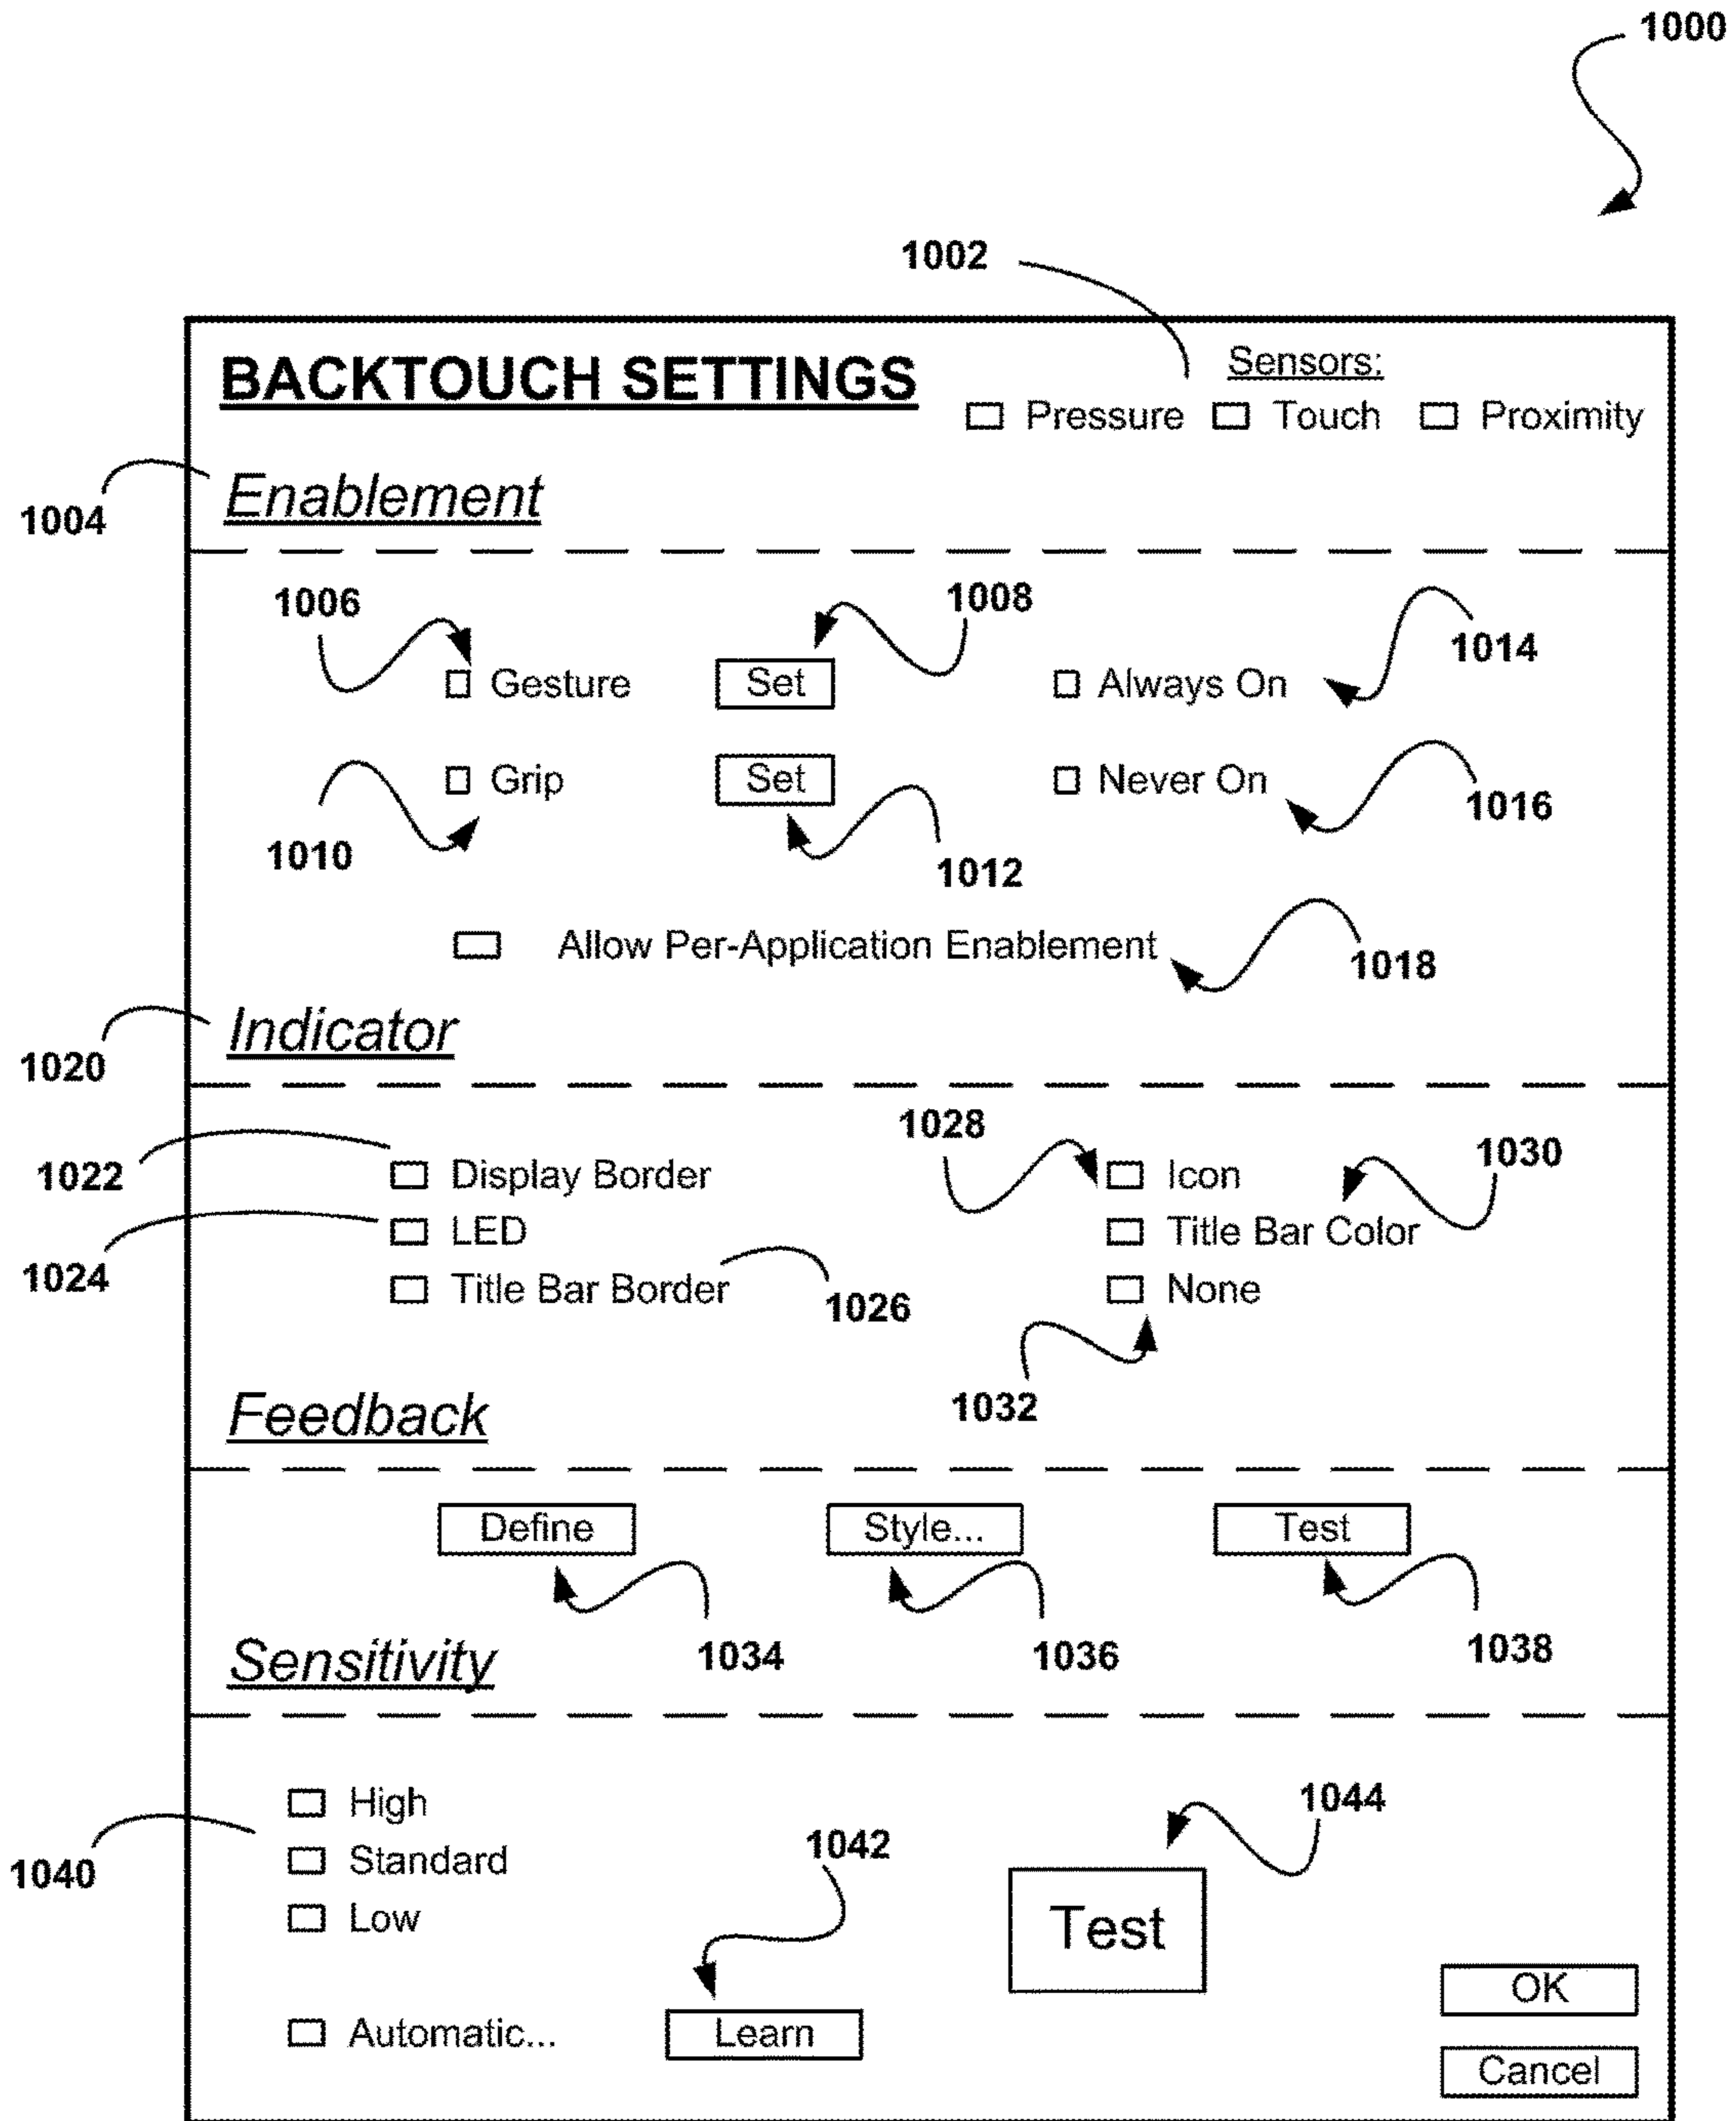 1000
1002
BACKTOUCH SETTINGS
Sensors:
Pressure Touch Proximity
1004
Enablement
1006
1008
1014
Gesture Set Always On
Grip Set Never On
1010
1012
1016
Allow Per-Application Enablement
1018
1020
Indicator
1022
1028
1030
Display Border Icon
LED Title Bar Color
1024
Title Bar Border None
1026
1032
Feedback
Define Style... Test
1034
1036
1038
Sensitivity
1040
High
Standard
Low
1042
1044
Test
Automatic... Learn
OK
Cancel